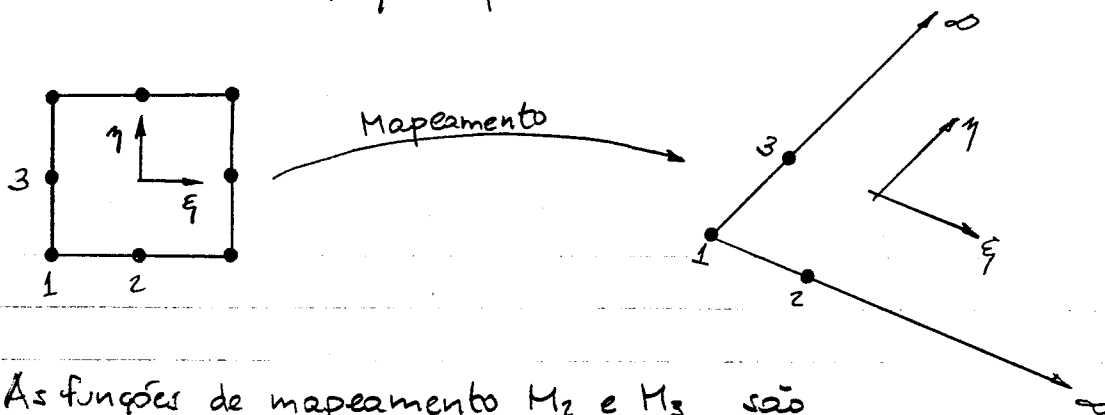 ∞
Mapeamento
η
η
3
3
ξ
ξ
1
1
2
2
∞
As funções de mapeamento M₂ e M₃ são